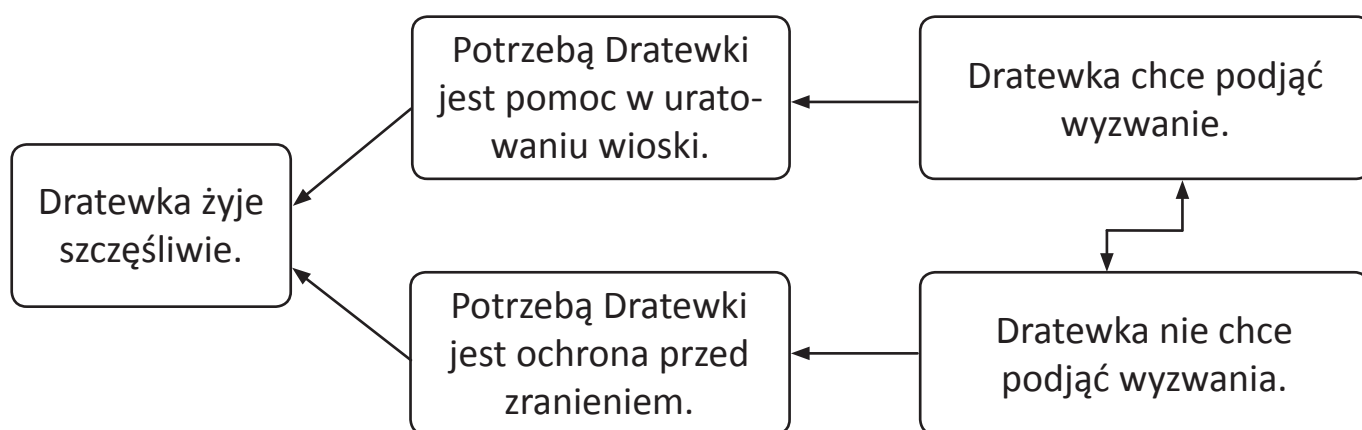 Potrzebą Dratewki
jest pomoc w urato-
waniu wioski.
Dratewka chce podjąć
wyzwanie.
Dratewka żyje
szczęśliwie.
Potrzebą Dratewki
jest ochrona przed
zranieniem.
Dratewka nie chce
podjąć wyzwania.